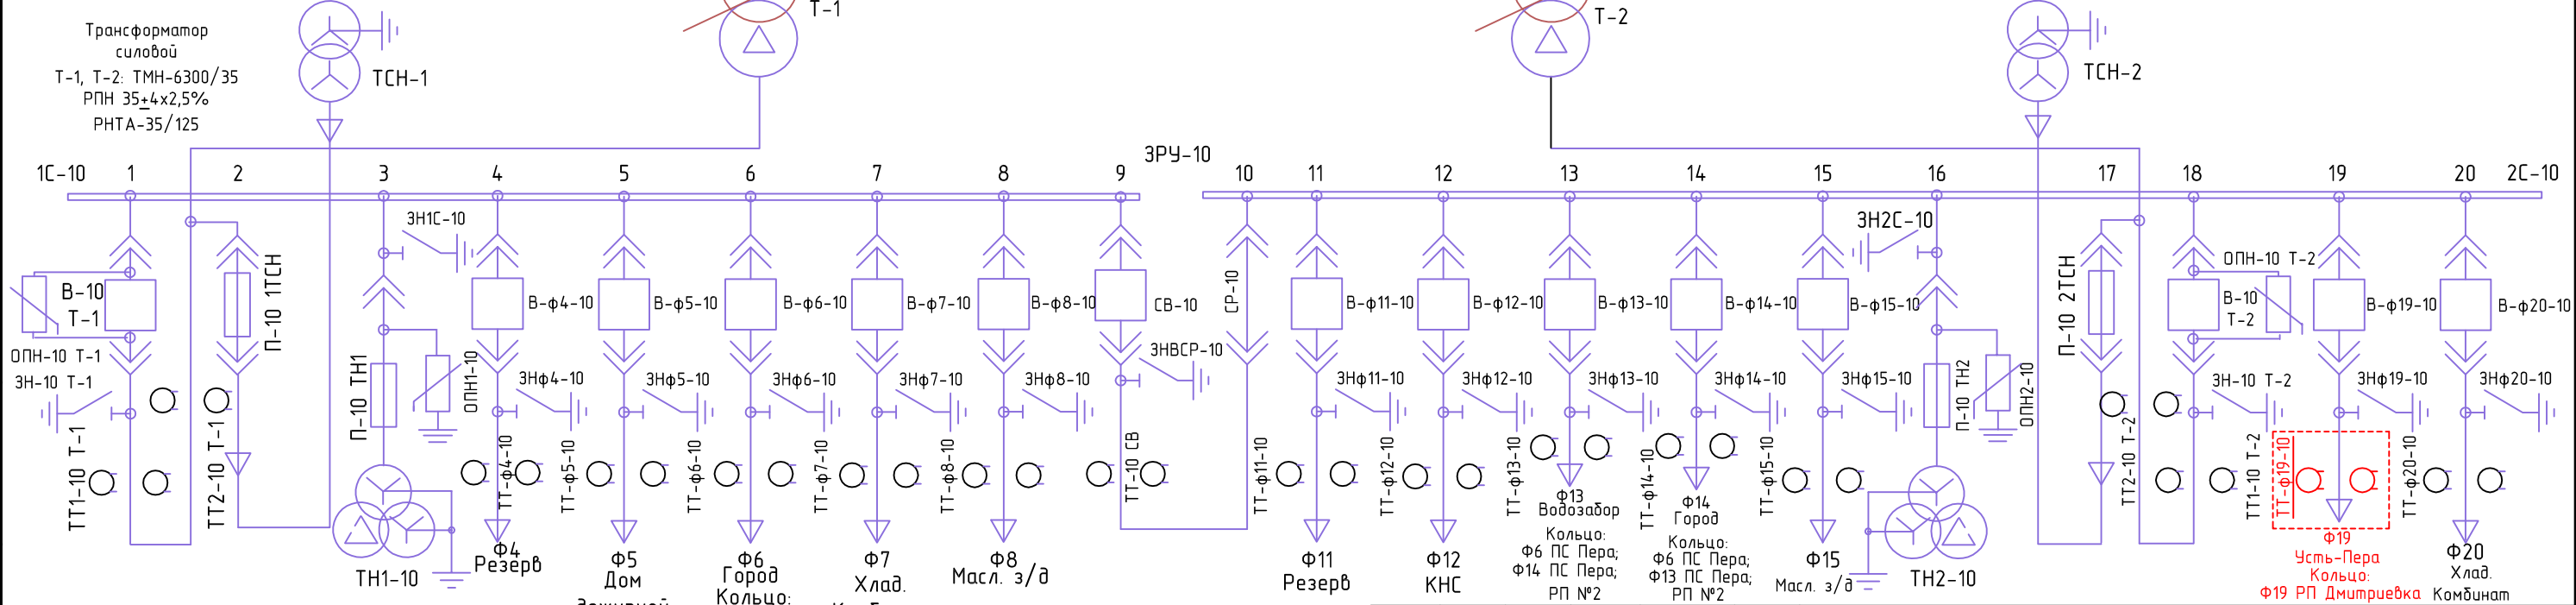 Т-1
Т-2
Трансформатор
силовой
Т-1, Т-2: ТМН-6300/35
РПН 35±4х2,5%
РНТА-35/125
ТСН-1
ТСН-2
ЗРУ-10
1С-10
1
2
3
4
5
6
7
8
9
10
11
12
13
14
15
16
17
18
19
20
2С-10
ЗН1С-10
ЗН2С-10
В-10
Т-1
П-10 1ТСН
В-ф4-10
В-ф5-10
В-ф6-10
В-ф7-10
В-ф8-10
СВ-10
СР-10
В-ф11-10
В-ф12-10
В-ф13-10
В-ф14-10
В-ф15-10
П-10 2ТСН
ОПН-10 Т-2
В-10
Т-2
В-ф19-10
В-ф20-10
ОПН-10 Т-1
ЗН-10 Т-1
П-10 ТН1
ОПН1-10
ЗНф4-10
ЗНф5-10
ЗНф6-10
ЗНф7-10
ЗНф8-10
ЗНВСР-10
ЗНф11-10
ЗНф12-10
ЗНф13-10
ЗНф14-10
ЗНф15-10
П-10 ТН2
ОПН2-10
ЗН-10 Т-2
ЗНф19-10
ЗНф20-10
ТТ1-10 Т-1
ТТ2-10 Т-1
ТТ-ф4-10
ТТ-ф5-10
ТТ-ф6-10
ТТ-ф7-10
ТТ-ф8-10
ТТ-10 СВ
ТТ-ф11-10
ТТ-ф12-10
ТТ-ф13-10
ТТ-ф14-10
ТТ-ф15-10
ТТ2-10 Т-2
ТТ1-10 Т-2
ТТ-ф19-10
ТТ-ф20-10
ТН1-10
Ф4
Резерв
Ф5
Дом
Ф6
Город
Кольцо:
Ф7
Хлад.
Ф8
Масл. з/д
Ф11
Резерв
Ф12
КНС
Ф13
Водозабор
Кольцо:
Ф6 ПС Пера;
Ф14 ПС Пера;
РП №2
Ф14
Город
Кольцо:
Ф6 ПС Пера;
Ф13 ПС Пера;
РП №2
Ф15
Масл. з/д
ТН2-10
Ф19
Усть-Пера
Кольцо:
Ф19 РП Дмитриевка
Ф20
Хлад.
Комбинат